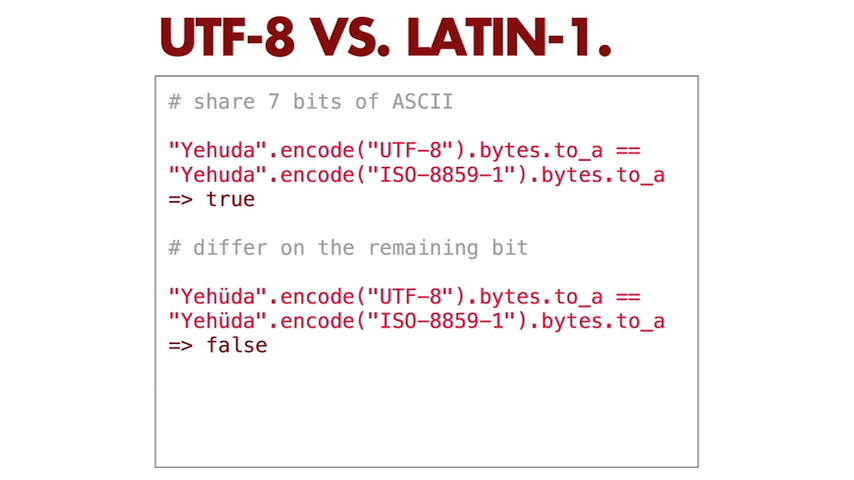 UTF-8 VS. LATIN-1.
# share 7 bits of ASCII
"Yehuda".encode("UTF-8").bytes.to_a ==
"Yehuda".encode("ISO-8859-1").bytes.to_a
=> true
# differ on the remaining bit
"Yehüda".encode("UTF-8").bytes.to_a ==
"Yehüda".encode("ISO-8859-1").bytes.to_a
=> false